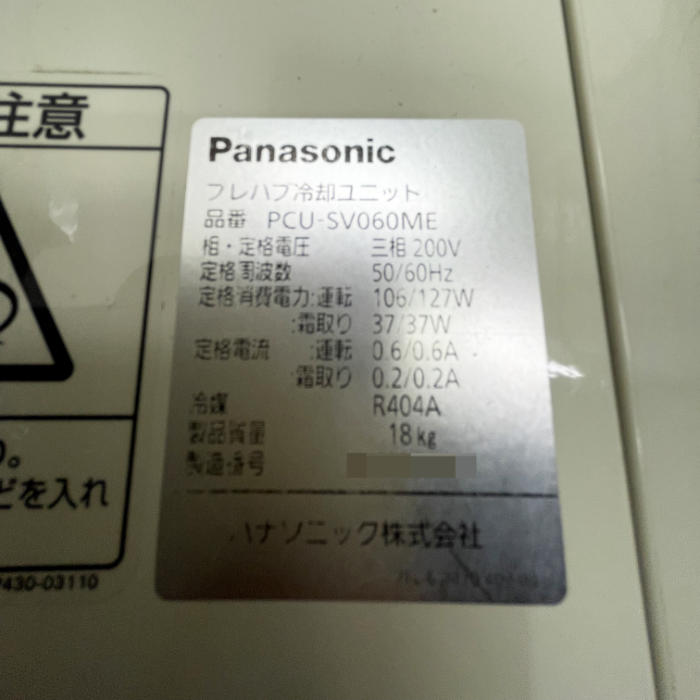 注意
Panasonic
プレハブ冷却ユニット
品番 PCU-SV060ME
相・定格電圧 三相 200V
定格周波数 50/60Hz
定格消費電力:運転 106/127W
:霜取り 37/37W
定格電流 :運転 0.6/0.6A
:霜取り 0.2/0.2A
冷媒 R404A
製品質量 18kg
製造番号
パナソニック株式会社
。
どを入れ
430-03110